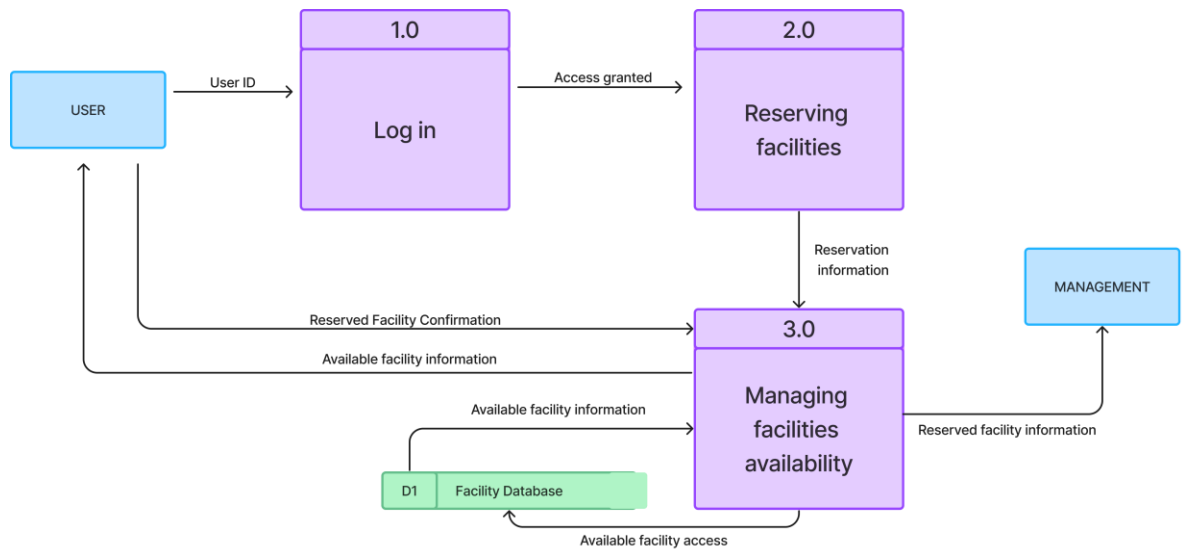 1.0
2.0
USER
User ID
Log in
Access granted
Reserving
facilities
Reservation
information
MANAGEMENT
Reserved Facility Confirmation
3.0
Available facility information
Managing
facilities
availability
Available facility information
Reserved facility information
D1
Facility Database
Available facility access